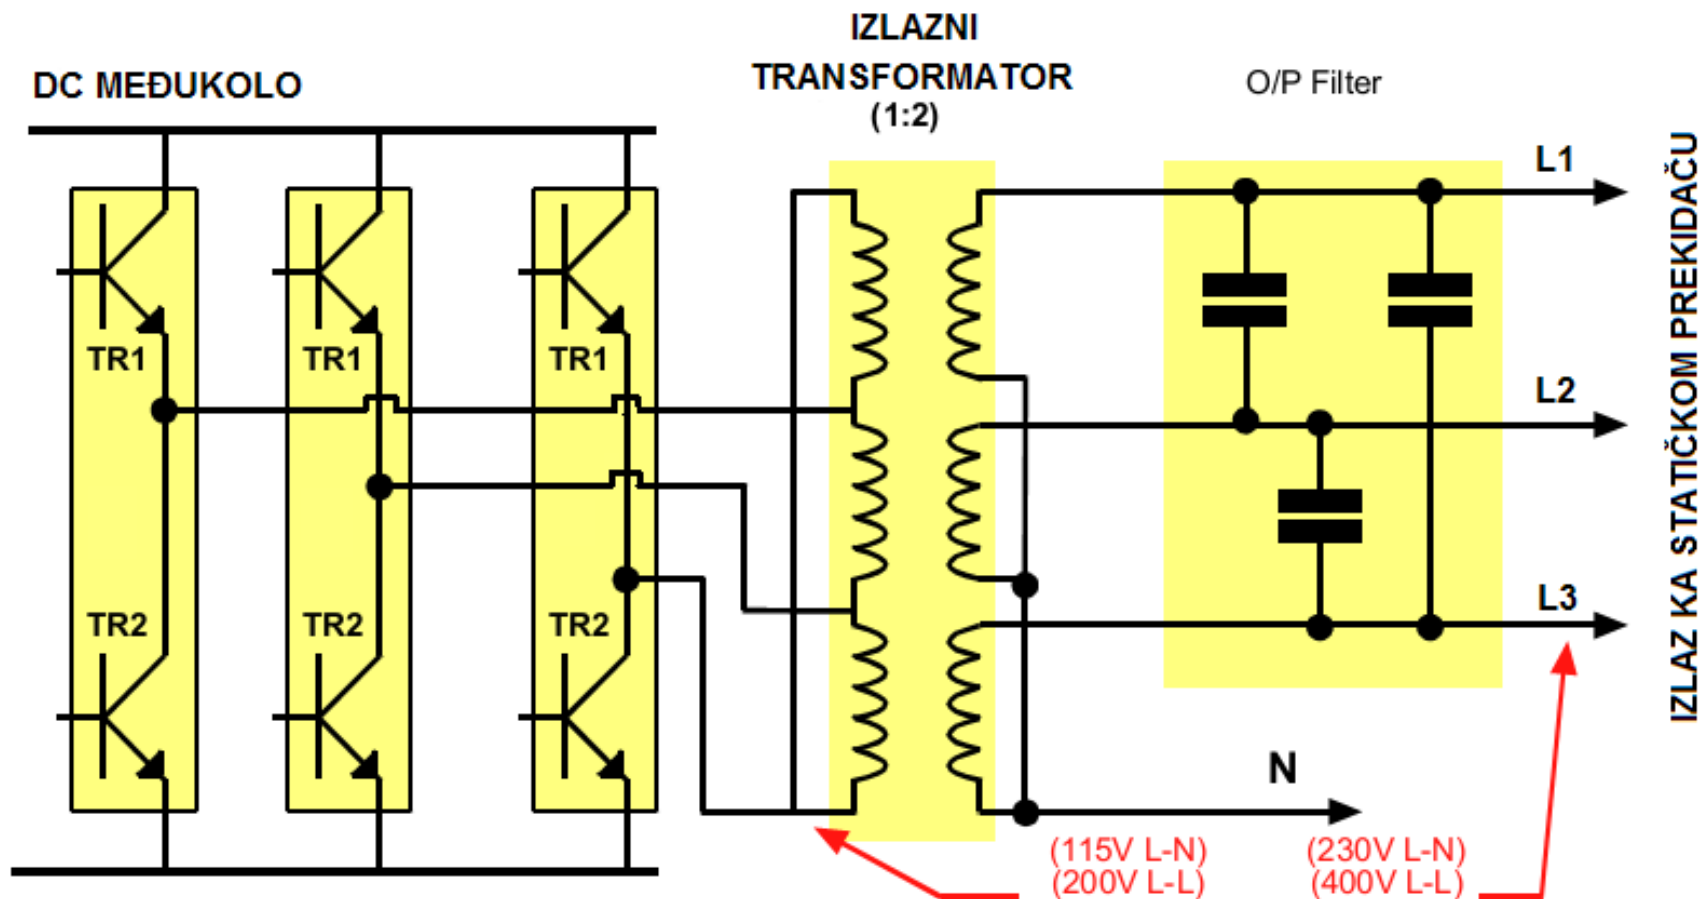 IZLAZNI
TRANSFORMATOR
(1:2)
DC MEĐUKOLO
O/P Filter
L1
TR1
TR1
TR1
L2
L3
TR2
TR2
TR2
N
(115V L-N)
(200V L-L)
(230V L-N)
(400V L-L)
IZLAZ KA STATIČKOM PREKIDAČU